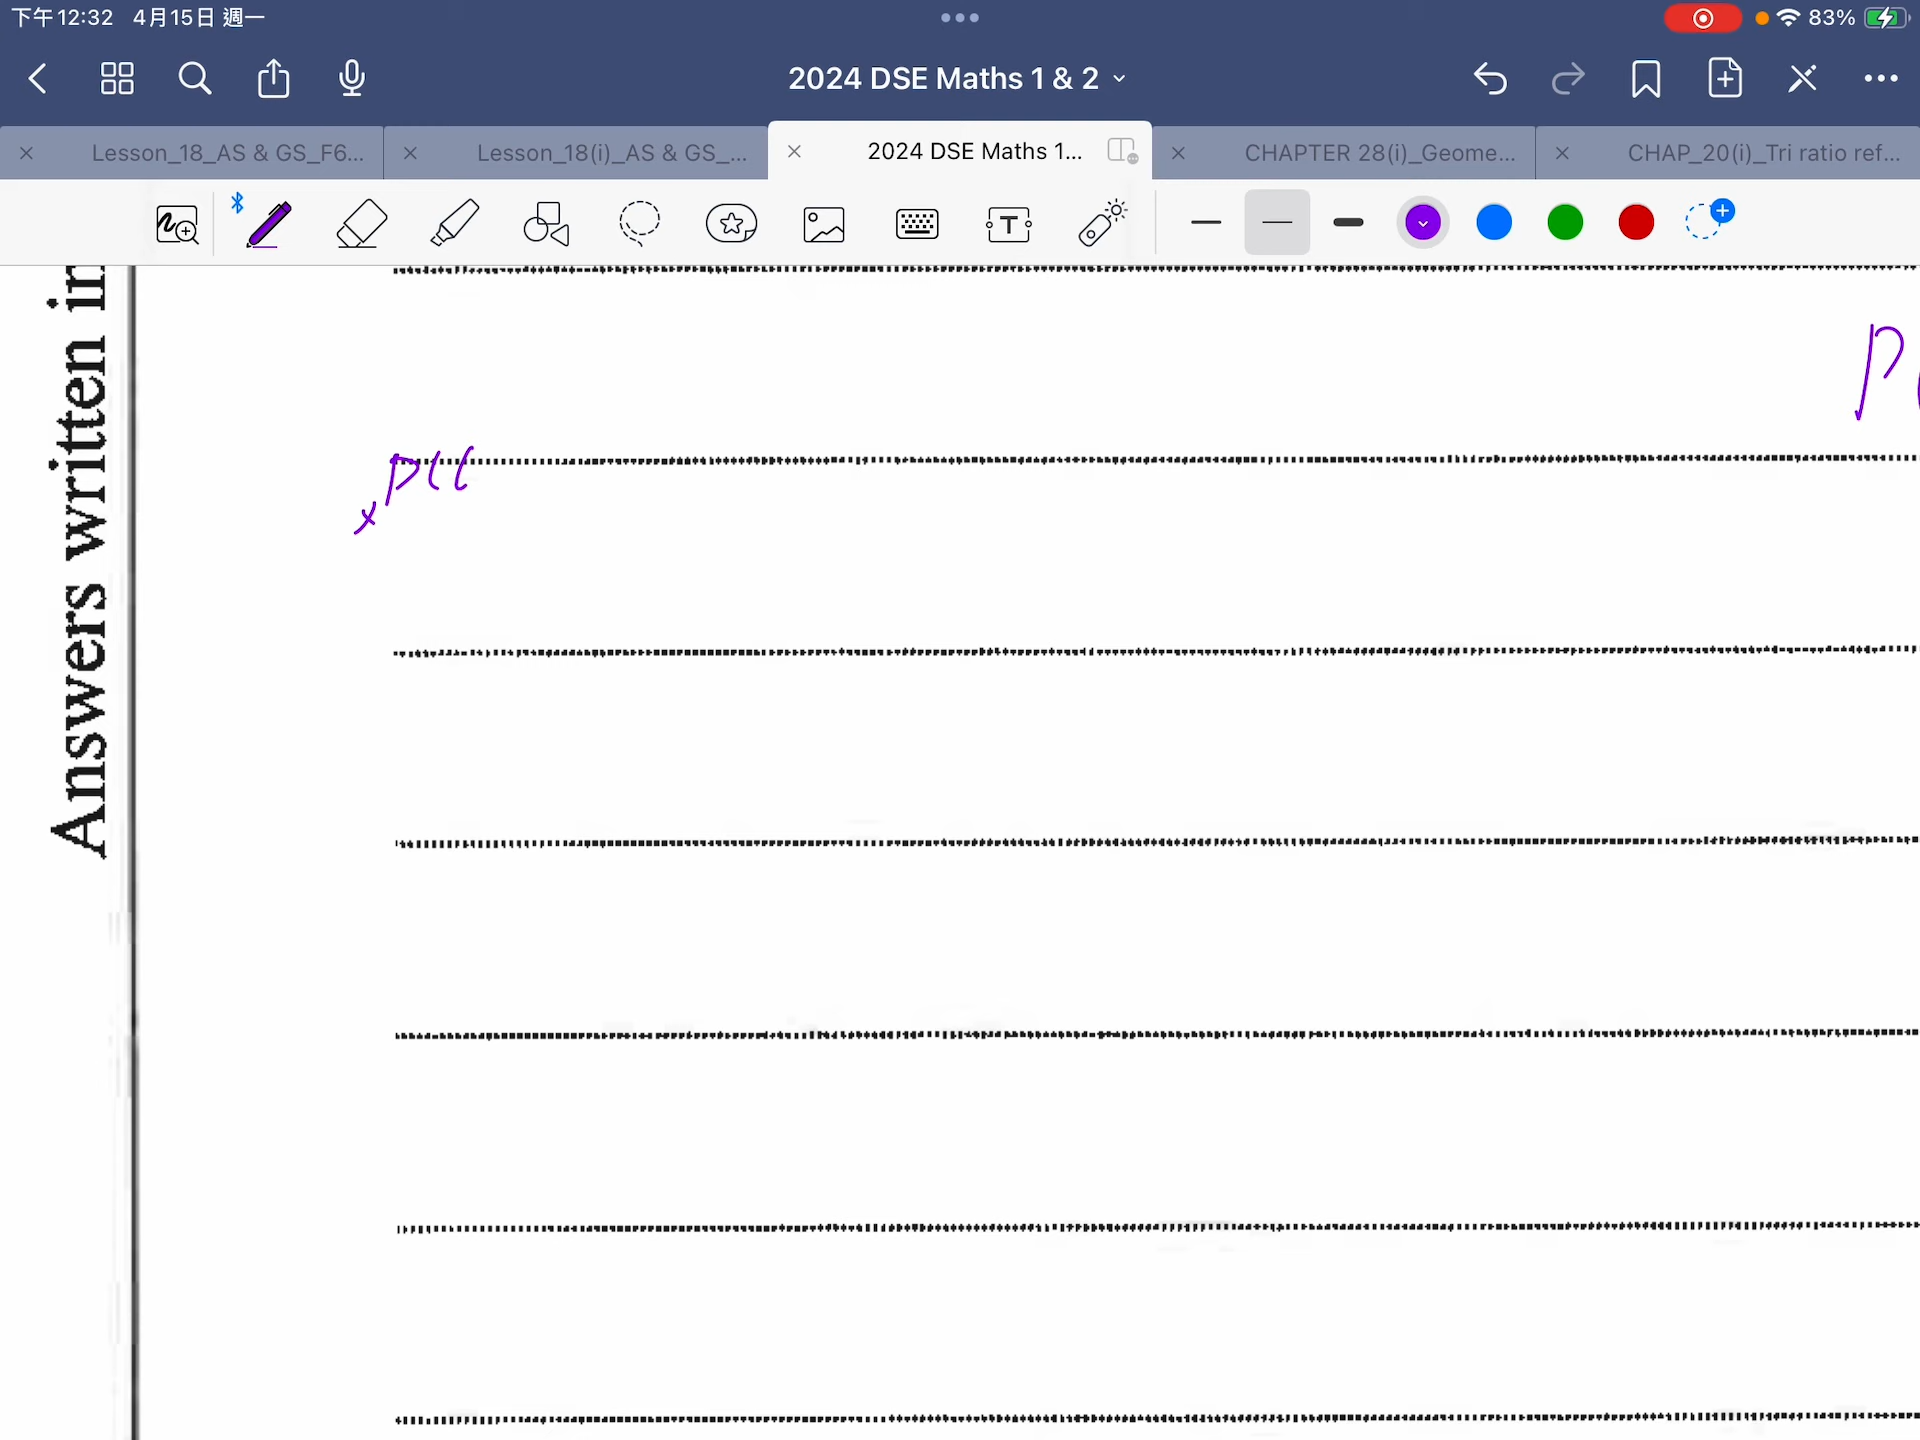 下午12:32 4月15日 週一
83%
2024 DSE Maths 1 & 2
Lesson_18_AS & GS_F6...
Lesson_18(i)_AS & GS_...
2024 DSE Maths 1...
CHAPTER 28(i)_Geome...
CHAP_20(i)_Tri ratio ref...
T
Answers written in
P(
x